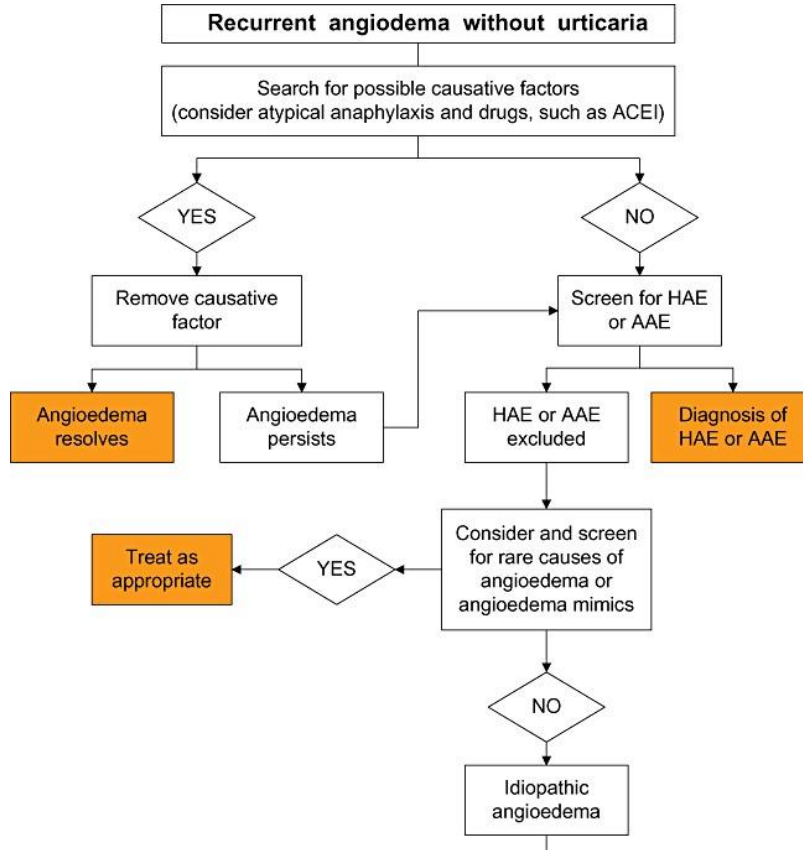 Recurrent angiodema without urticaria
Search for possible causative factors
(consider atypical anaphylaxis and drugs, such as ACEI)
YES
NO
Remove causative
factor
Screen for HAE
or AAE
Angioedema
resolves
Angioedema
persists
HAE or AAE
excluded
Diagnosis of
HAE or AAE
Consider and screen
for rare causes of
angioedema or
angioedema mimics
YES
Treat as
appropriate
NO
Idiopathic
angioedema